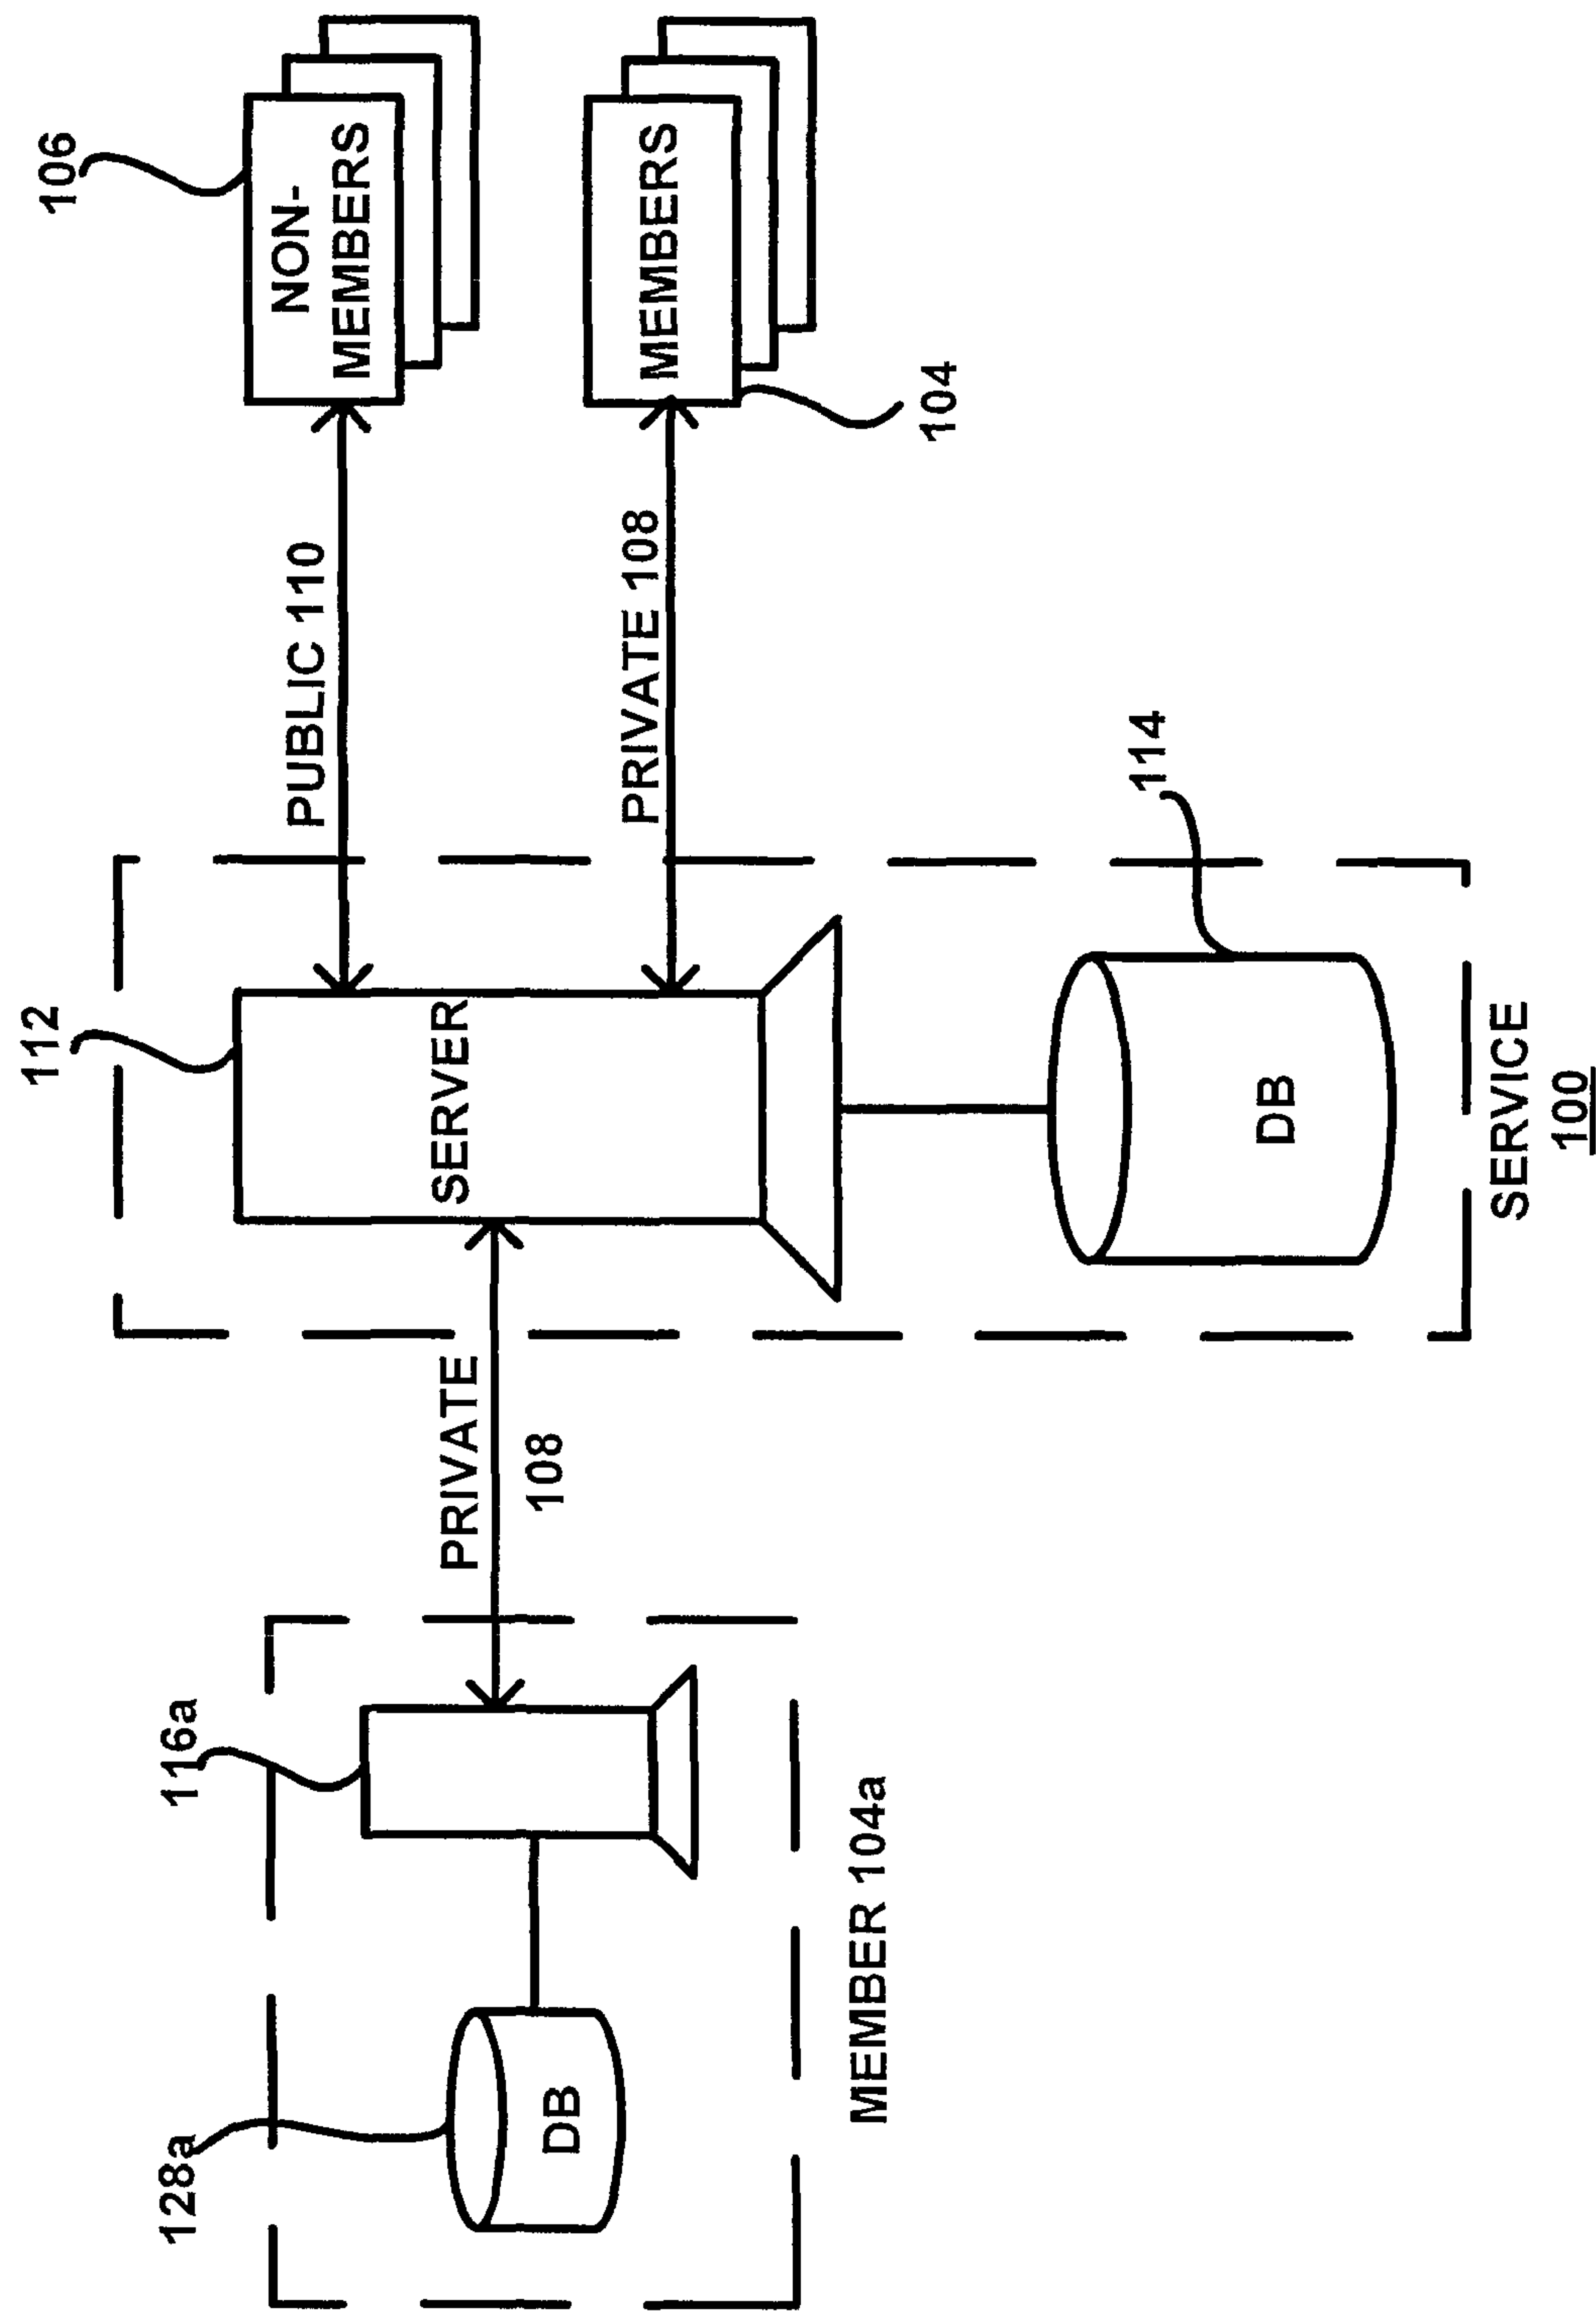 128a
DB
MEMBER 104a
116a
PRIVATE
108
112
SERVER
DB
114
SERVICE
100
PUBLIC 110
PRIVATE 108
106
NON-
MEMBERS
MEMBERS
104